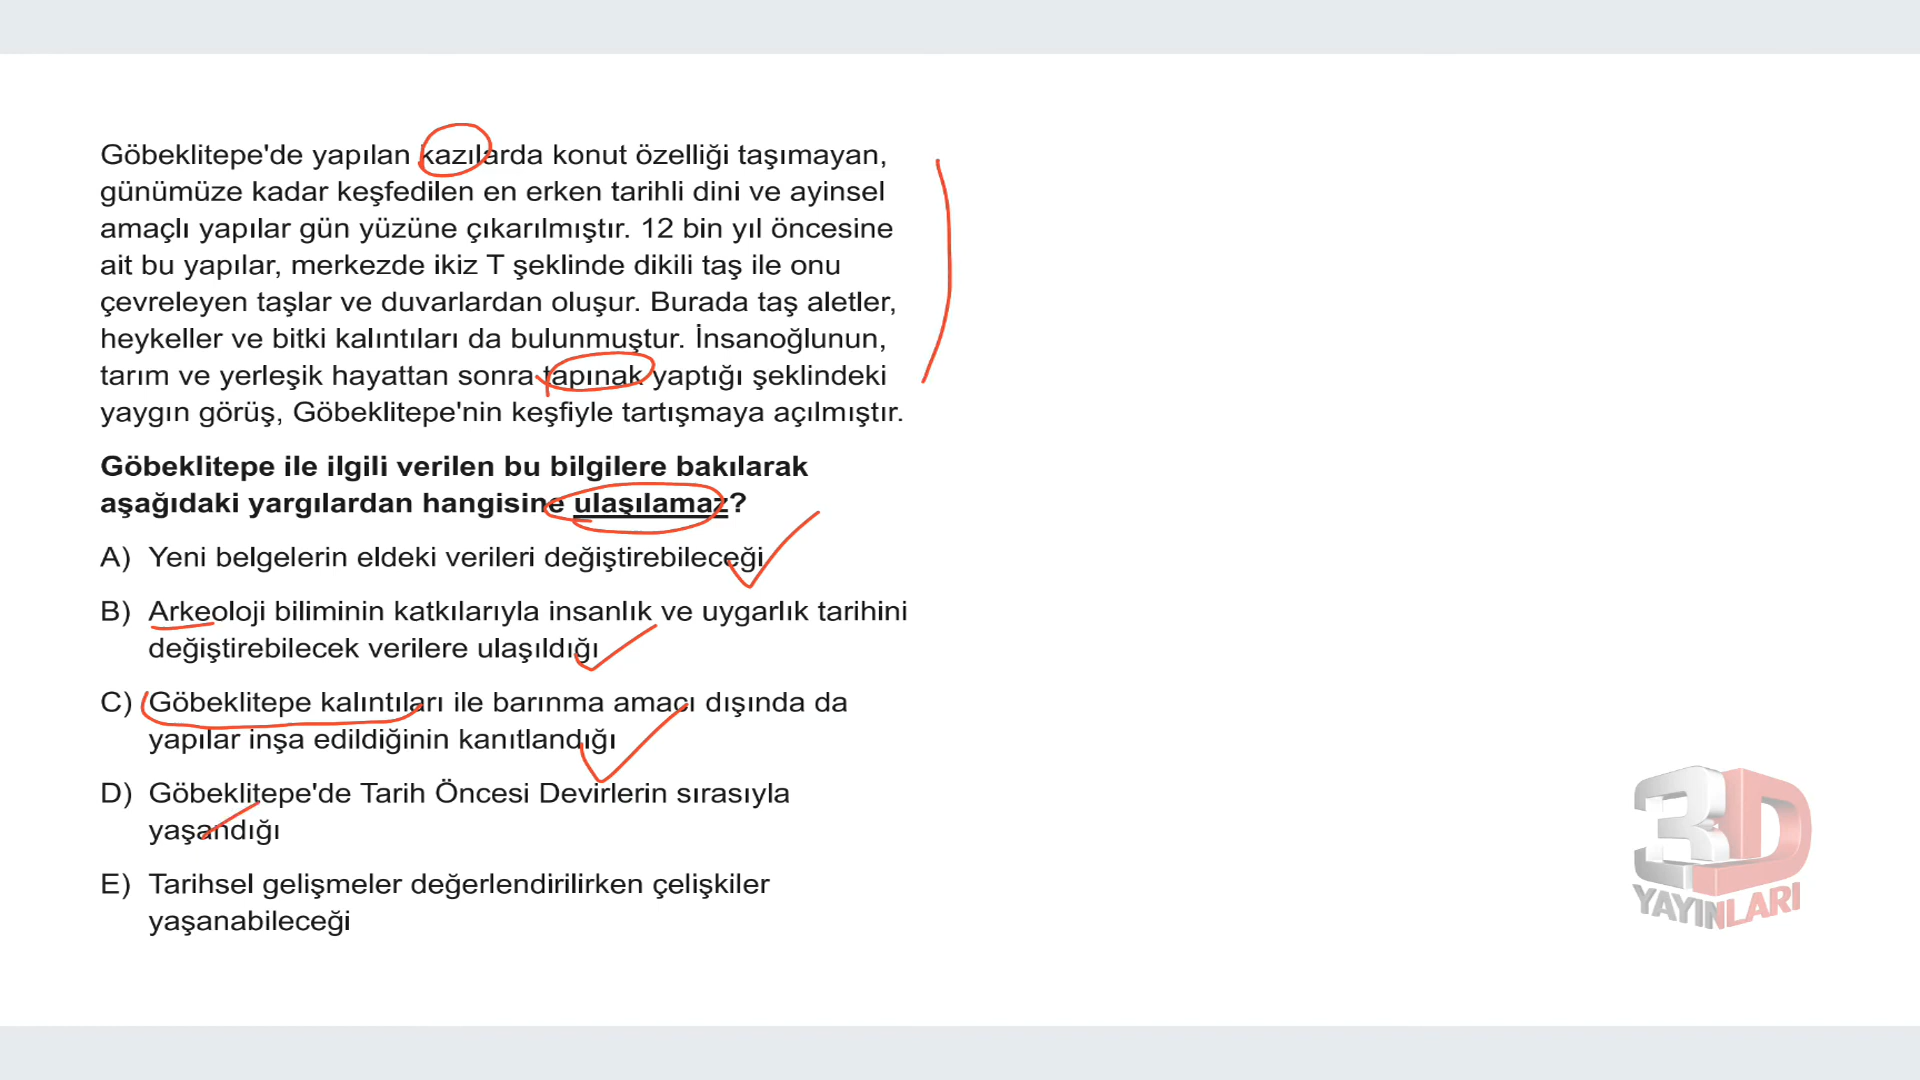 Göbeklitepe'de yapılan kazılarda konut özelliği taşımayan,
günümüze kadar keşfedilen en erken tarihli dini ve ayinsel
amaçlı yapılar gün yüzüne çıkarılmıştır. 12 bin yıl öncesine
ait bu yapılar, merkezde ikiz T şeklinde dikili taş ile onu
çevreleyen taşlar ve duvarlardan oluşur. Burada taş aletler,
heykeller ve bitki kalıntıları da bulunmuştur. İnsanoğlunun,
tarım ve yerleşik hayattan sonra tapınak yaptığı şeklindeki
yaygın görüş, Göbeklitepe'nin keşfiyle tartışmaya açılmıştır.
Göbeklitepe ile ilgili verilen bu bilgilere bakılarak
aşağıdaki yargılardan hangisine ulaşılamaz?
A) Yeni belgelerin eldeki verileri değiştirebileceği
B) Arkeoloji biliminin katkılarıyla insanlık ve uygarlık tarihini
değiştirebilecek verilere ulaşıldığı
C) Göbeklitepe kalıntıları ile barınma amacı dışında da
yapılar inşa edildiğinin kanıtlandığı
D) Göbeklitepe'de Tarih Öncesi Devirlerin sırasıyla
yaşandığı
E) Tarihsel gelişmeler değerlendirilirken çelişkiler
yaşanabileceği
3D
YAYINLARI